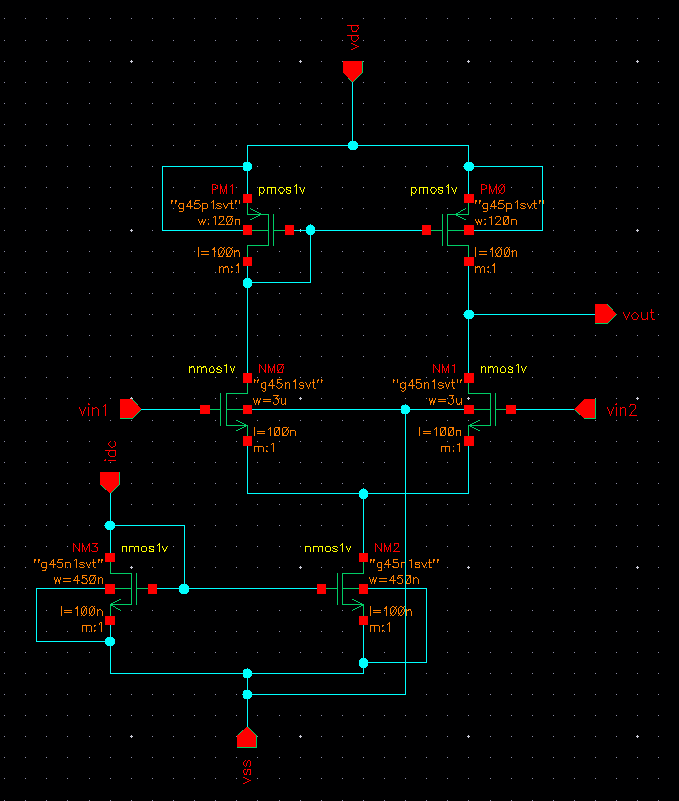 vdd
PM1 pmos1v
"g45p1svt"
w:120n
l=100n
m:1
pmos1v PM0
"g45p1svt"
w:120n
l=100n
m:1
vout
nmos1v NM0
"g45n1svt"
w=3u
l=100n
m:1
NM1 nmos1v
"g45n1svt"
w=3u
l=100n
m:1
vin1
vin2
idc
NM3 nmos1v
"g45n1svt"
w=450n
l=100n
m:1
nmos1v NM2
"g45n1svt"
w=450n
l=100n
m:1
vss